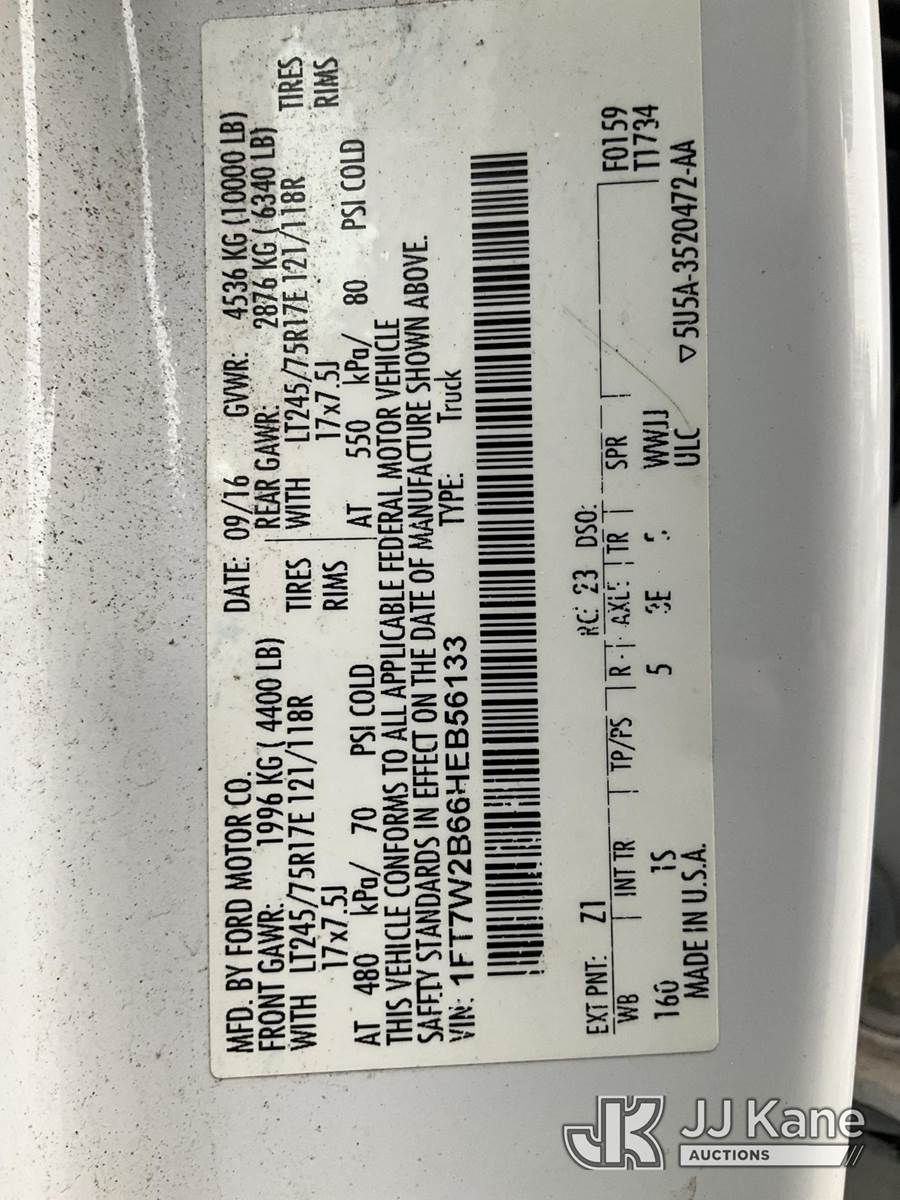 MFD. BY FORD MOTOR CO.
DATE: 09/16 GVWR: 4536 KG (10000 LB)
FRONT GAWR: 1996 KG ( 4400 LB) REAR GAWR: 2876 KG ( 6340 LB)
WITH LT245/75R17E 121/118R TIRES WITH LT245/75R17E 121/118R TIRES
17x7.5J RIMS 17x7.5J RIMS
AT 480 kPa/ 70 PSI COLD AT 550 kPa/ 80 PSI COLD
THIS VEHICLE CONFORMS TO ALL APPLICABLE FEDERAL MOTOR VEHICLE
SAFETY STANDARDS IN EFFECT ON THE DATE OF MANUFACTURE SHOWN ABOVE.
VIN: 1FT7W2B66HEB56133 TYPE: Truck
EXT PNT: Z1 RC: 23 DSO: F0159
WB INT TR TP/PS R AXLE TR SPR T1734
160 1S 5 3E WWJJ
MADE IN U.S.A. ULC ▽ 5U5A-3520472-AA
JK JJ Kane
AUCTIONS